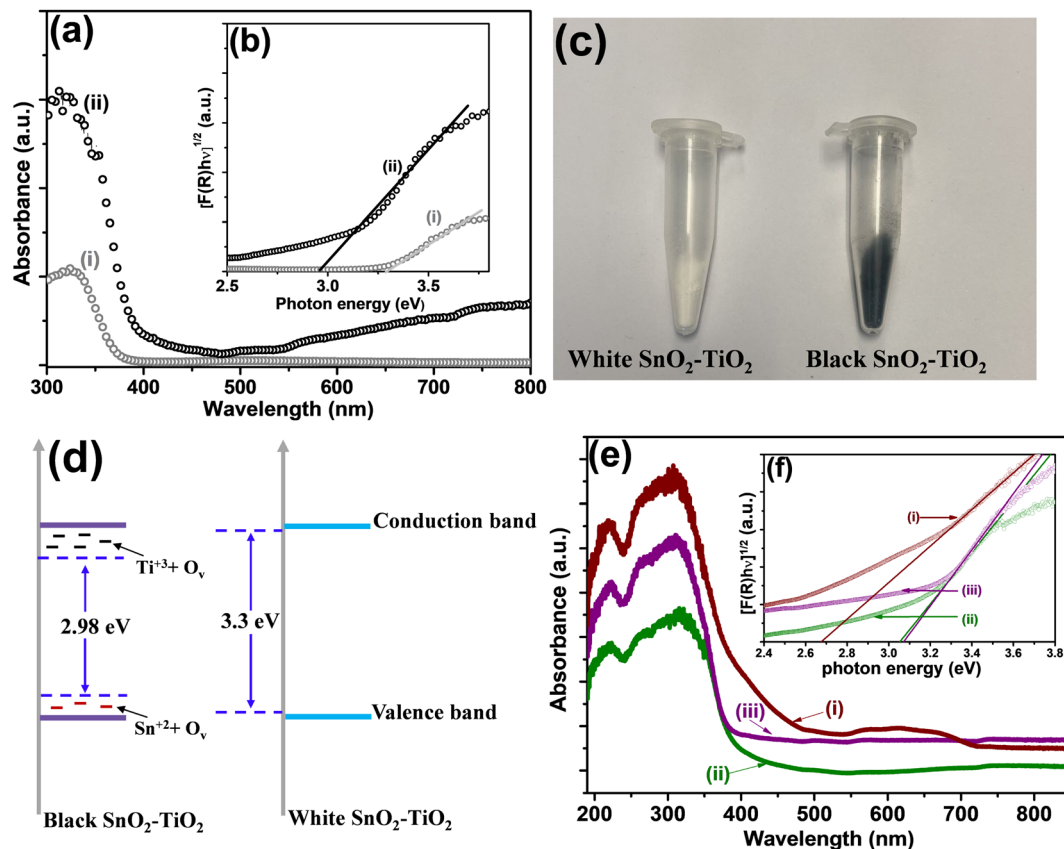 (a)
(b)
(ii)
(i)
Absorbance (a.u.)
300 400 500 600 700 800
Wavelength (nm)
[F(R)hν]^1/2 (a.u.)
(ii)
(i)
2.5 3.0 3.5
Photon energy (eV)
(c)
White SnO₂-TiO₂
Black SnO₂-TiO₂
(d)
Conduction band
Ti⁺³+ Oᵥ
2.98 eV
3.3 eV
Valence band
Sn⁺²+ Oᵥ
Black SnO₂-TiO₂
White SnO₂-TiO₂
(e)
(f)
Absorbance (a.u.)
(i)
(iii)
(ii)
200 300 400 500 600 700 800
Wavelength (nm)
[F(R)hν]^1/2 (a.u.)
(i)
(iii)
(ii)
2.4 2.6 2.8 3.0 3.2 3.4 3.6 3.8
photon energy (eV)